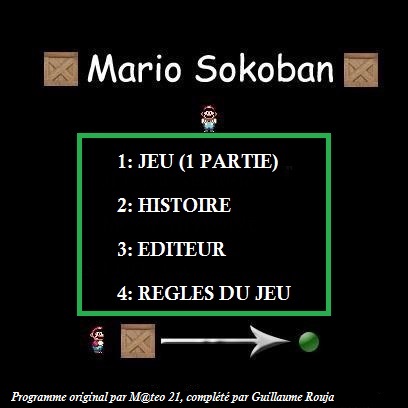 Mario Sokoban
1: JEU (1 PARTIE)
2: HISTOIRE
3: EDITEUR
4: REGLES DU JEU
Programme original par M@teo 21, complété par Guillaume Rouja